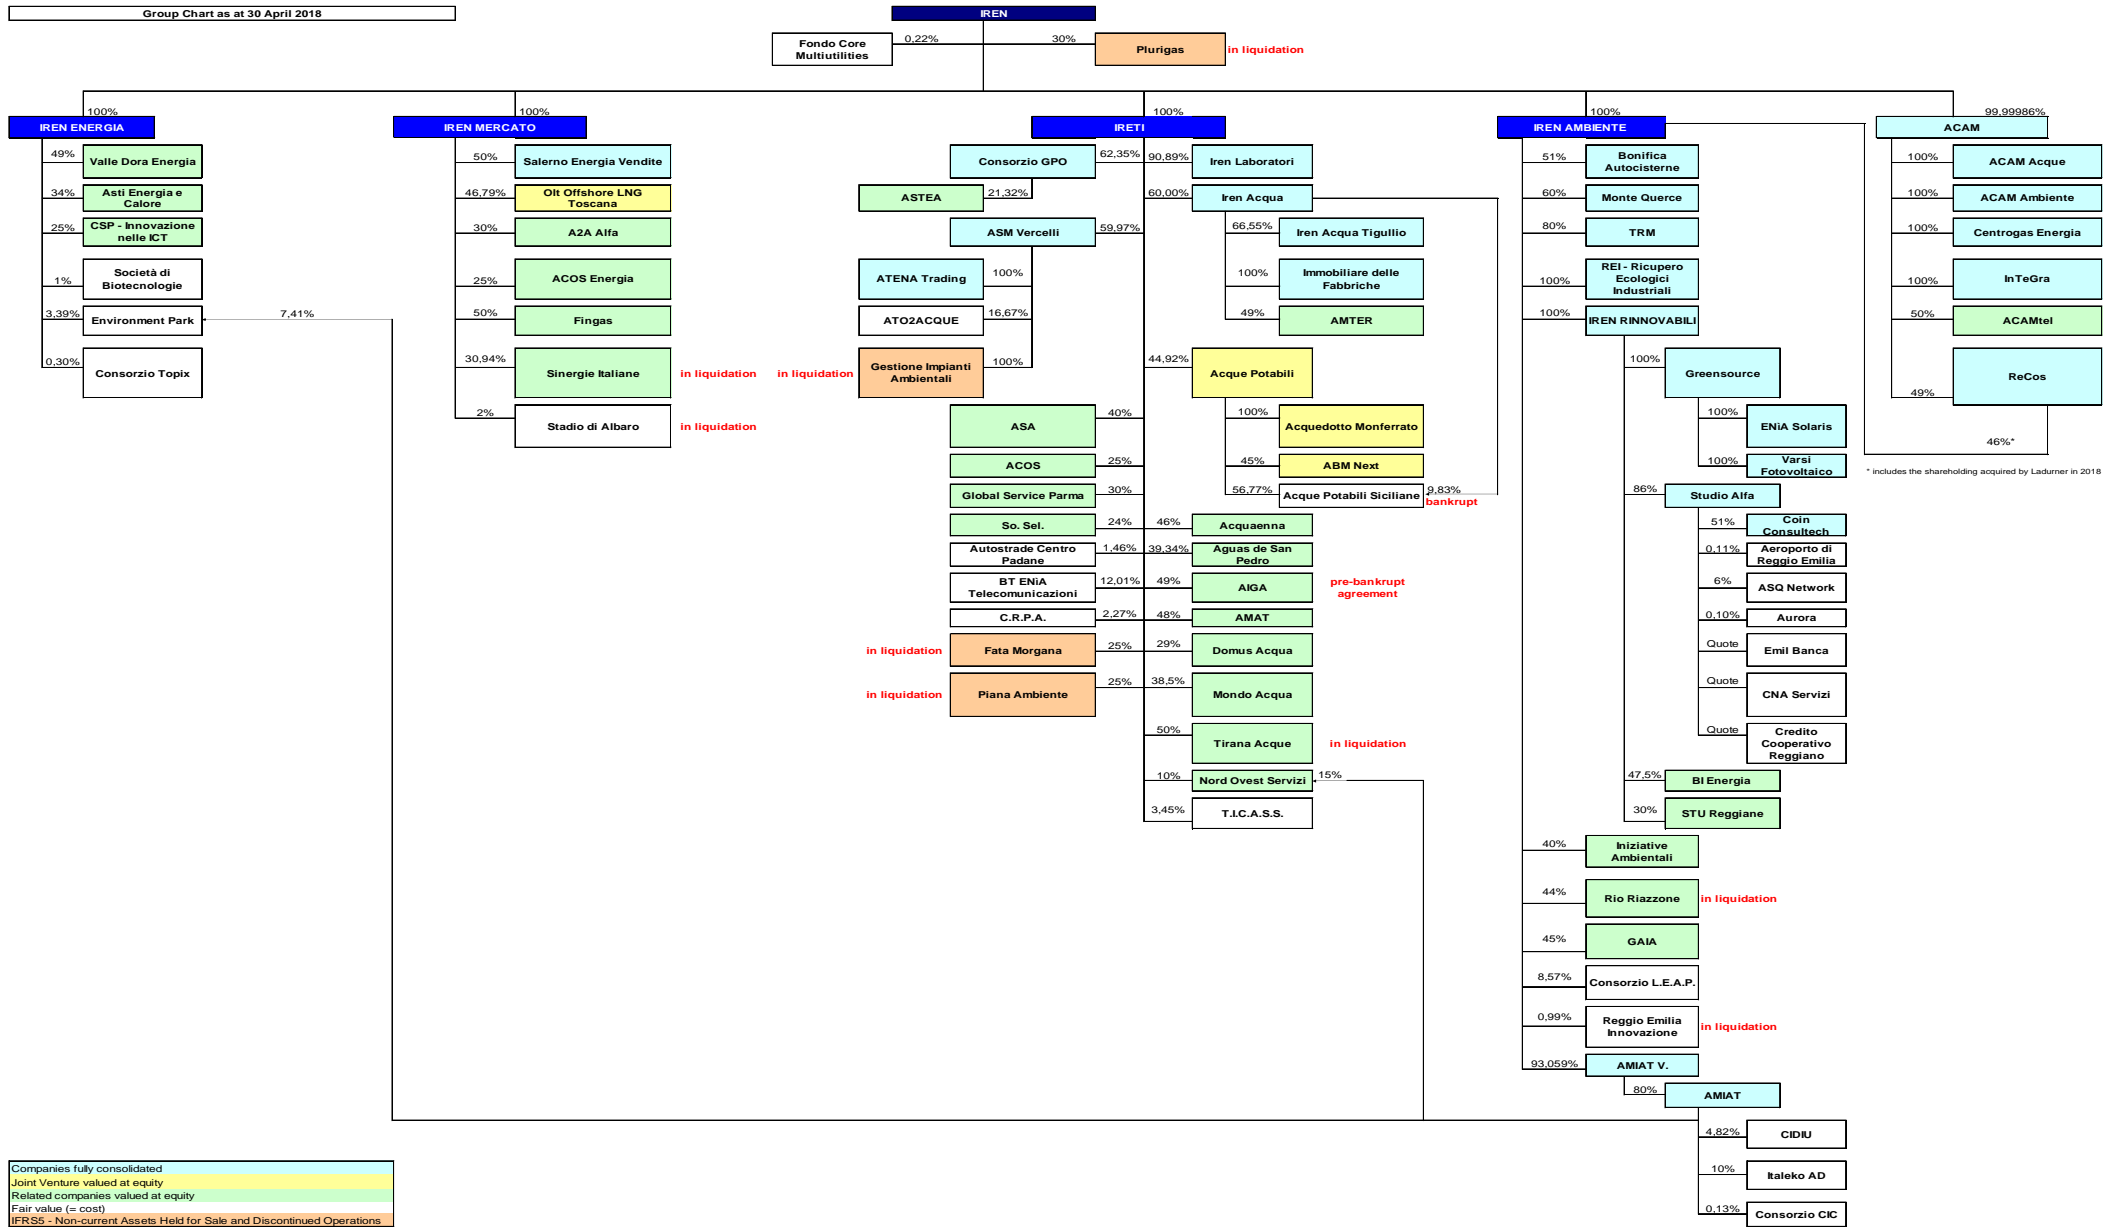 Group Chart as at 30 April 2018
IREN
Fondo Core
Multiutilities
0,22%
30%
Plurigas
in liquidation
100%
100%
100%
100%
99,99986%
IREN ENERGIA
IREN MERCATO
IRETI
IREN AMBIENTE
ACAM
49%
Valle Dora Energia
34%
Asti Energia e
Calore
25%
CSP - Innovazione
nelle ICT
1%
Società di
Biotecnologie
3,39%
Environment Park
7,41%
0,30%
Consorzio Topix
50%
Salerno Energia Vendite
46,79%
Olt Offshore LNG
Toscana
30%
A2A Alfa
25%
ACOS Energia
50%
Fingas
30,94%
Sinergie Italiane
in liquidation
2%
Stadio di Albaro
in liquidation
Consorzio GPO
62,35%
ASTEA
21,32%
ASM Vercelli
59,97%
ATENA Trading
100%
ATO2ACQUE
16,67%
in liquidation
Gestione Impianti
Ambientali
100%
ASA
40%
ACOS
25%
Global Service Parma
30%
So. Sel.
24%
Autostrade Centro
Padane
1,46%
BT ENìA
Telecomunicazioni
12,01%
C.R.P.A.
2,27%
in liquidation
Fata Morgana
25%
in liquidation
Piana Ambiente
25%
90,89%
Iren Laboratori
60,00%
Iren Acqua
66,55%
Iren Acqua Tigullio
100%
Immobiliare delle
Fabbriche
49%
AMTER
44,92%
Acque Potabili
100%
Acquedotto Monferrato
45%
ABM Next
56,77%
Acque Potabili Siciliane
9,83%
bankrupt
46%
Acquaenna
39,34%
Aguas de San
Pedro
49%
AIGA
pre-bankrupt
agreement
48%
AMAT
29%
Domus Acqua
38,5%
Mondo Acqua
50%
Tirana Acque
in liquidation
10%
Nord Ovest Servizi
15%
3,45%
T.I.C.A.S.S.
51%
Bonifica
Autocisterne
60%
Monte Querce
80%
TRM
100%
REI - Ricupero
Ecologici
Industriali
100%
IREN RINNOVABILI
100%
Greensource
100%
ENìA Solaris
100%
Varsi
Fotovoltaico
86%
Studio Alfa
51%
Coin
Consultech
0,11%
Aeroporto di
Reggio Emilia
6%
ASQ Network
0,10%
Aurora
Quote
Emil Banca
Quote
CNA Servizi
Quote
Credito
Cooperativo
Reggiano
47,5%
BI Energia
30%
STU Reggiane
40%
Iniziative
Ambientali
44%
Rio Riazzone
in liquidation
45%
GAIA
8,57%
Consorzio L.E.A.P.
0,99%
Reggio Emilia
Innovazione
in liquidation
93,059%
AMIAT V.
80%
AMIAT
4,82%
CIDIU
10%
Italeko AD
0,13%
Consorzio CIC
100%
ACAM Acque
100%
ACAM Ambiente
100%
Centrogas Energia
100%
InTeGra
50%
ACAMtel
49%
ReCos
46%*
* includes the shareholding acquired by Ladurner in 2018
Companies fully consolidated
Joint Venture valued at equity
Related companies valued at equity
Fair value (= cost)
IFRS5 - Non-current Assets Held for Sale and Discontinued Operations